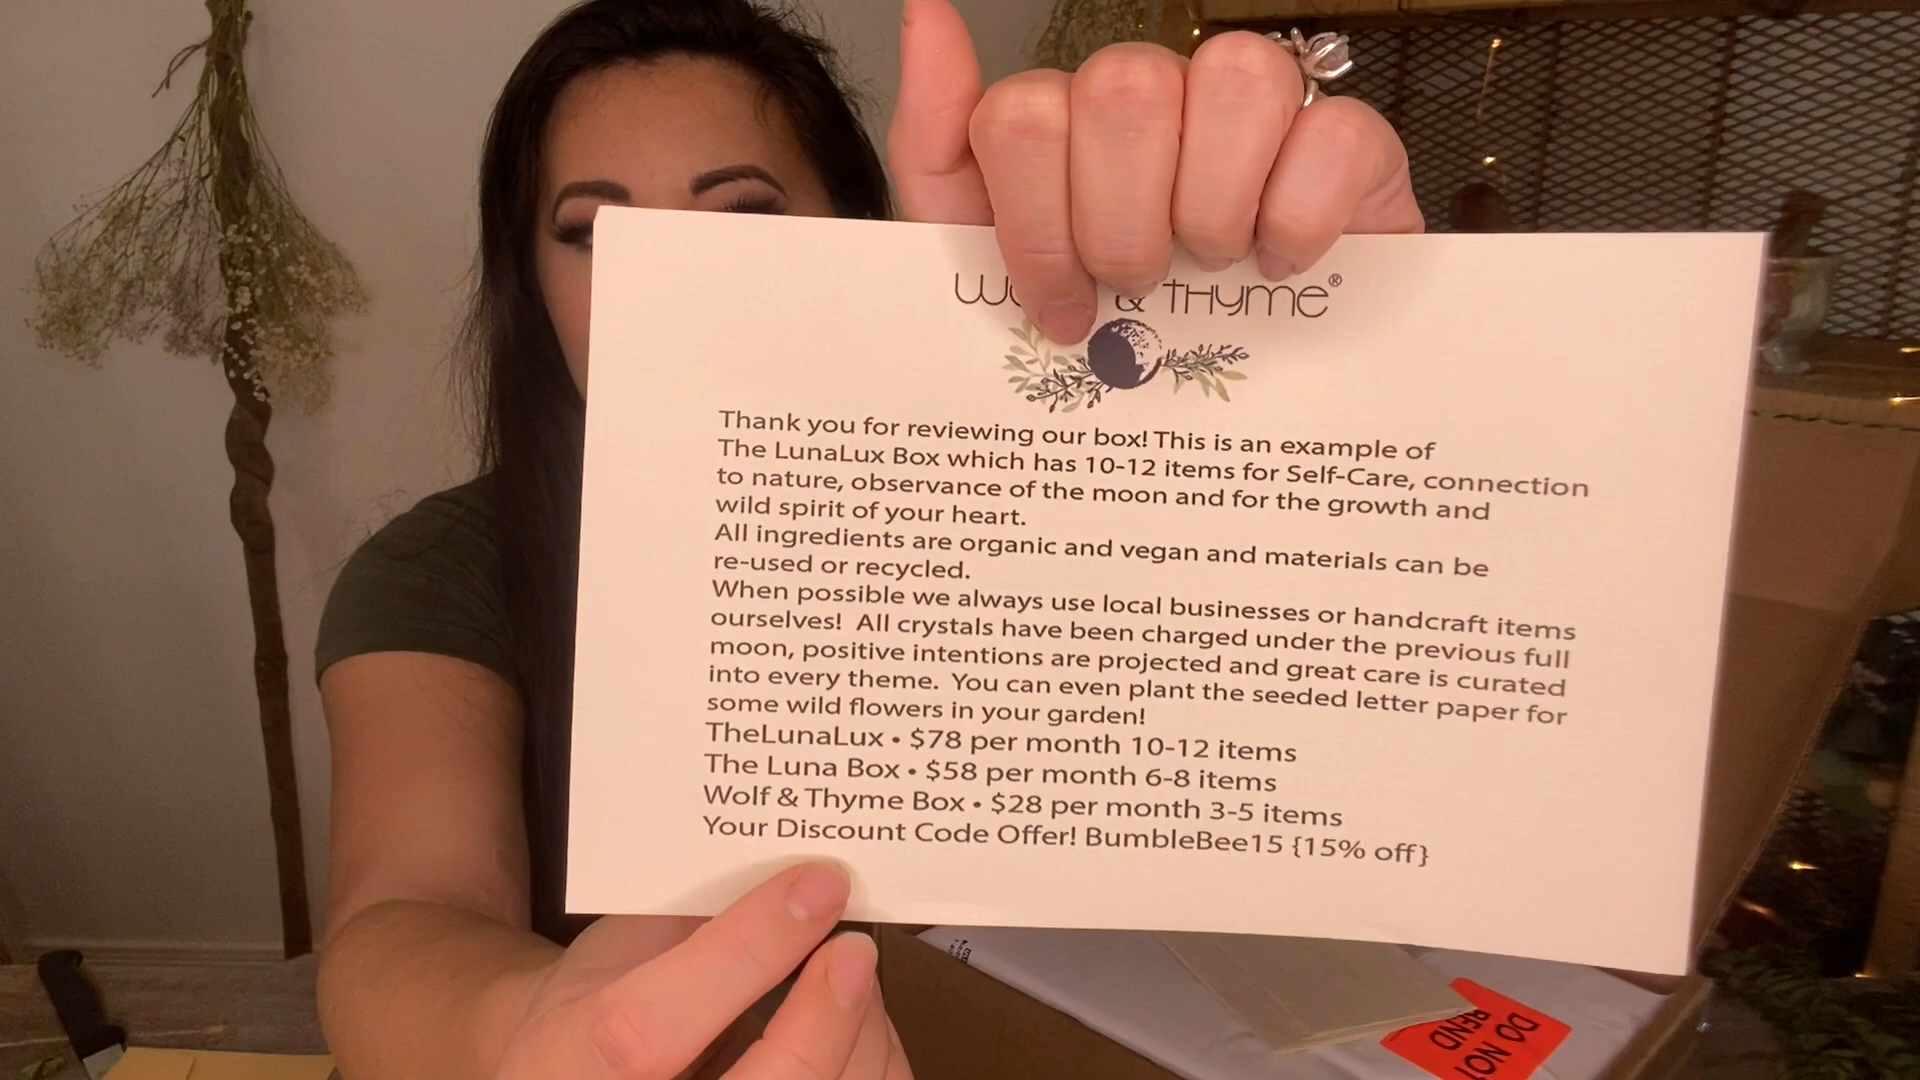 & THyme®
Thank you for reviewing our box! This is an example of
The LunaLux Box which has 10-12 items for Self-Care, connection
to nature, observance of the moon and for the growth and
wild spirit of your heart.
All ingredients are organic and vegan and materials can be
re-used or recycled.
When possible we always use local businesses or handcraft items
ourselves! All crystals have been charged under the previous full
moon, positive intentions are projected and great care is curated
into every theme. You can even plant the seeded letter paper for
some wild flowers in your garden!
TheLunaLux • $78 per month 10-12 items
The Luna Box • $58 per month 6-8 items
Wolf & Thyme Box • $28 per month 3-5 items
Your Discount Code Offer! BumbleBee15 {15% off}
DO NOT
BEND